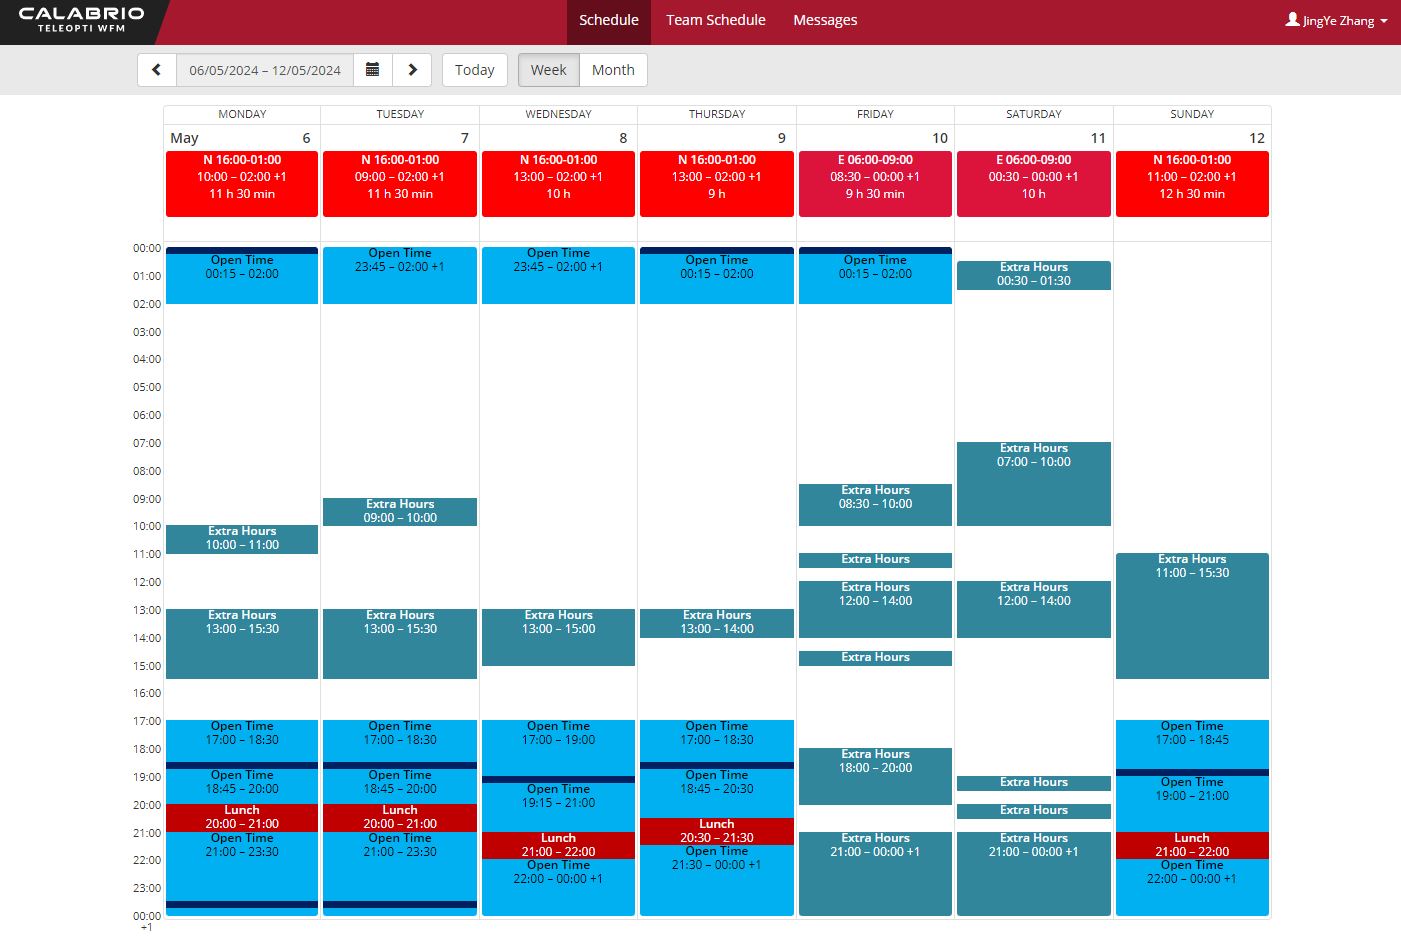 CALABRIO
TELEOPTI WFM
Schedule Team Schedule Messages
JingYe Zhang
06/05/2024 – 12/05/2024
Today Week Month
MONDAY TUESDAY WEDNESDAY THURSDAY FRIDAY SATURDAY SUNDAY
May 6 7 8 9 10 11 12
N 16:00-01:00
10:00 – 02:00 +1
11 h 30 min
N 16:00-01:00
09:00 – 02:00 +1
11 h 30 min
N 16:00-01:00
13:00 – 02:00 +1
10 h
N 16:00-01:00
13:00 – 02:00 +1
9 h
E 06:00-09:00
08:30 – 00:00 +1
9 h 30 min
E 06:00-09:00
00:30 – 00:00 +1
10 h
N 16:00-01:00
11:00 – 02:00 +1
12 h 30 min
00:00
01:00
02:00
03:00
04:00
05:00
06:00
07:00
08:00
09:00
10:00
11:00
12:00
13:00
14:00
15:00
16:00
17:00
18:00
19:00
20:00
21:00
22:00
23:00
00:00
+1
Open Time
00:15 – 02:00
Extra Hours
10:00 – 11:00
Extra Hours
13:00 – 15:30
Open Time
17:00 – 18:30
Open Time
18:45 – 20:00
Lunch
20:00 – 21:00
Open Time
21:00 – 23:30
Open Time
23:45 – 02:00 +1
Extra Hours
09:00 – 10:00
Extra Hours
13:00 – 15:30
Open Time
17:00 – 18:30
Open Time
18:45 – 20:00
Lunch
20:00 – 21:00
Open Time
21:00 – 23:30
Open Time
23:45 – 02:00 +1
Extra Hours
13:00 – 15:00
Open Time
17:00 – 19:00
Open Time
19:15 – 21:00
Lunch
21:00 – 22:00
Open Time
22:00 – 00:00 +1
Open Time
00:15 – 02:00
Extra Hours
13:00 – 14:00
Open Time
17:00 – 18:30
Open Time
18:45 – 20:30
Lunch
20:30 – 21:30
Open Time
21:30 – 00:00 +1
Open Time
00:15 – 02:00
Extra Hours
08:30 – 10:00
Extra Hours
Extra Hours
12:00 – 14:00
Extra Hours
Extra Hours
18:00 – 20:00
Extra Hours
21:00 – 00:00 +1
Extra Hours
00:30 – 01:30
Extra Hours
07:00 – 10:00
Extra Hours
12:00 – 14:00
Extra Hours
Extra Hours
Extra Hours
21:00 – 00:00 +1
Extra Hours
11:00 – 15:30
Open Time
17:00 – 18:45
Open Time
19:00 – 21:00
Lunch
21:00 – 22:00
Open Time
22:00 – 00:00 +1